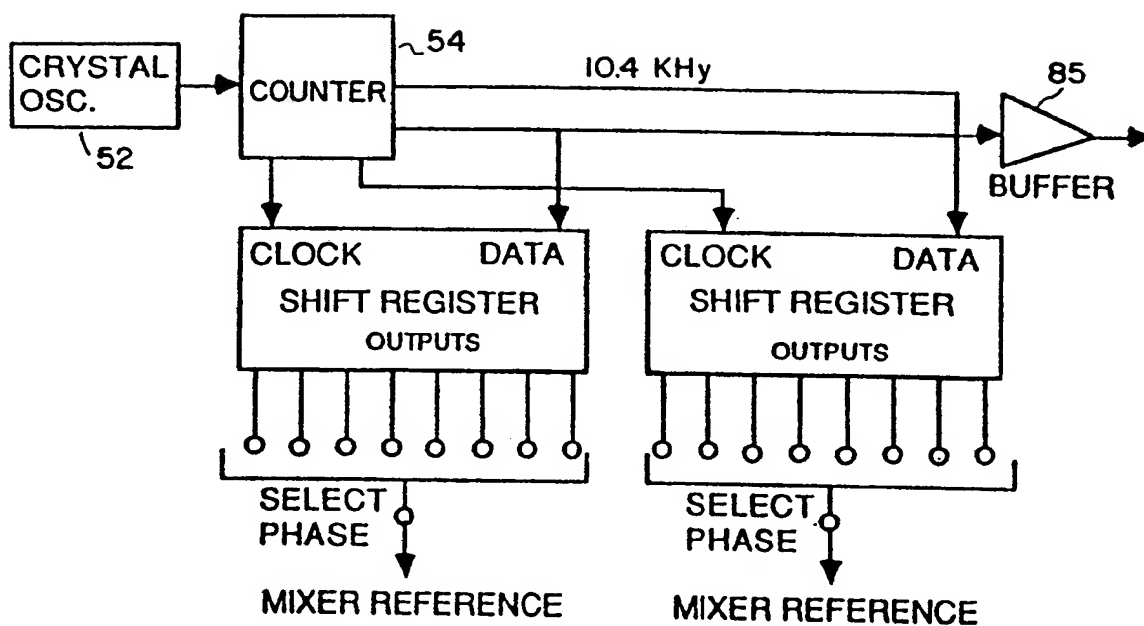 54
CRYSTAL
OSC.
52
COUNTER
10.4 KHy
85
BUFFER
CLOCK DATA
SHIFT REGISTER
OUTPUTS
CLOCK DATA
SHIFT REGISTER
OUTPUTS
SELECT
PHASE
MIXER REFERENCE
SELECT
PHASE
MIXER REFERENCE